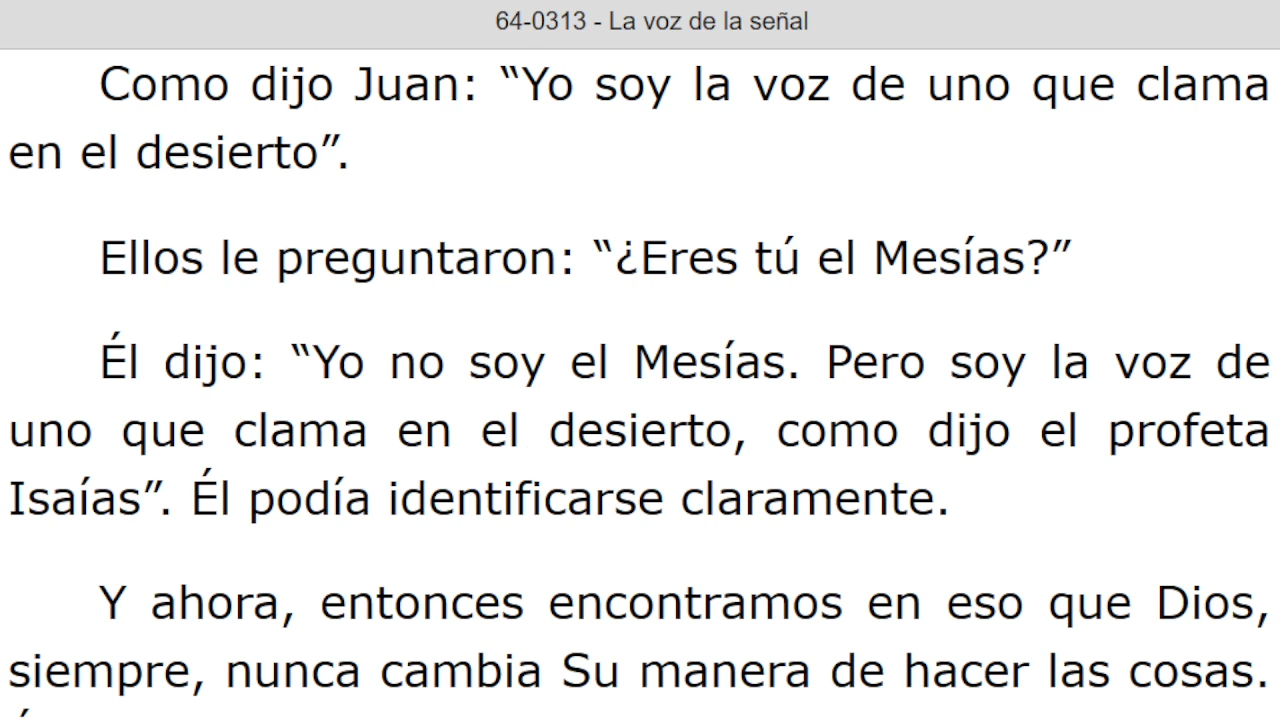 64-0313 - La voz de la señal
Como dijo Juan: “Yo soy la voz de uno que clama
en el desierto”.
Ellos le preguntaron: “¿Eres tú el Mesías?”
Él dijo: “Yo no soy el Mesías. Pero soy la voz de
uno que clama en el desierto, como dijo el profeta
Isaías”. Él podía identificarse claramente.
Y ahora, entonces encontramos en eso que Dios,
siempre, nunca cambia Su manera de hacer las cosas.